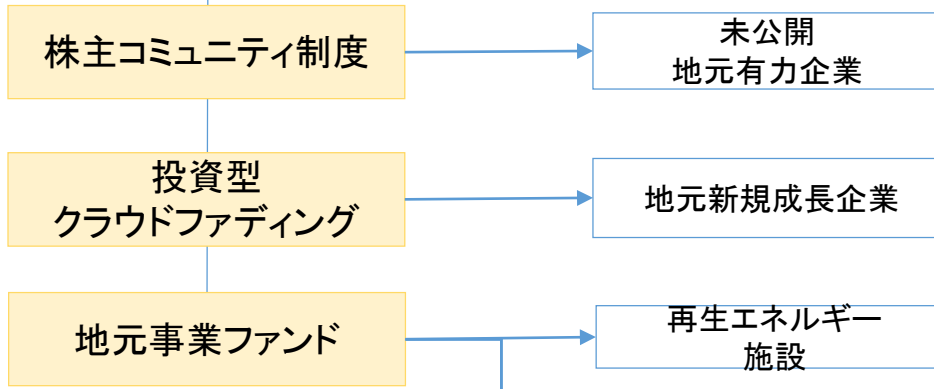 株主コミュニティ制度
未公開
地元有力企業
投資型
クラウドファディング
地元新規成長企業
地元事業ファンド
再生エネルギー
施設